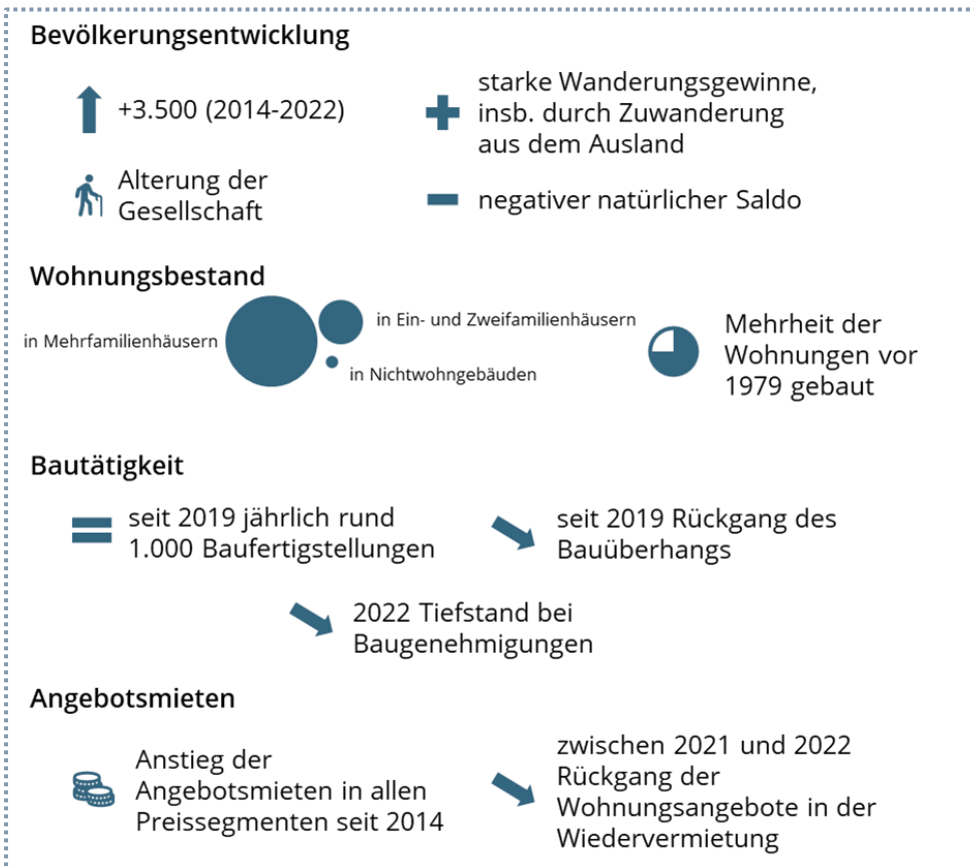 Bevölkerungsentwicklung
+3.500 (2014-2022)
starke Wanderungsgewinne,
insb. durch Zuwanderung
aus dem Ausland
Alterung der
Gesellschaft
negativer natürlicher Saldo
Wohnungsbestand
in Mehrfamilienhäusern
in Ein- und Zweifamilienhäusern
in Nichtwohngebäuden
Mehrheit der
Wohnungen vor
1979 gebaut
Bautätigkeit
seit 2019 jährlich rund
1.000 Baufertigstellungen
seit 2019 Rückgang des
Bauüberhangs
2022 Tiefstand bei
Baugenehmigungen
Angebotsmieten
Anstieg der
Angebotsmieten in allen
Preissegmenten seit 2014
zwischen 2021 und 2022
Rückgang der
Wohnungsangebote in der
Wiedervermietung